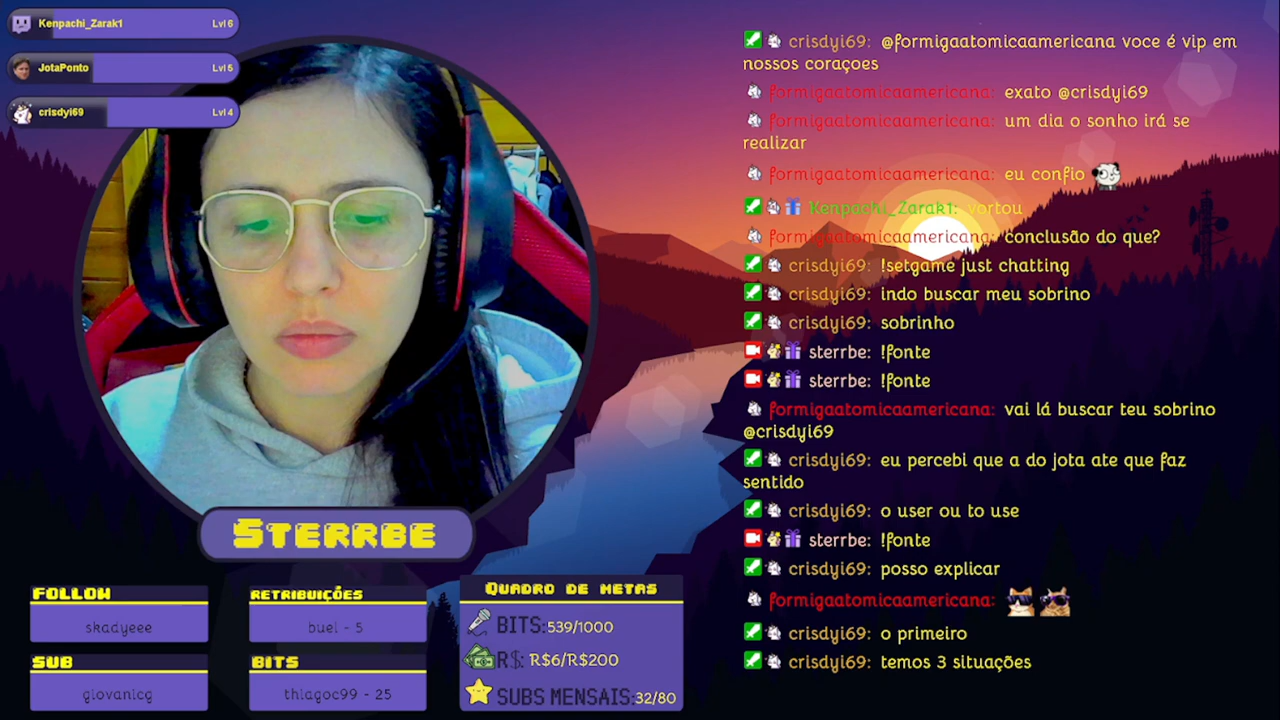 Kenpachi_Zarak1 Lvl 6
JotaPonto Lvl 5
crisdyi69 Lvl 4
STERRBE
FOLLOW
skadyeee
RETRIBUIÇÕES
buel - 5
SUB
giovanicg
BITS
thiagoc99 - 25
QUADRO DE METAS
BITS:539/1000
R$: R$6/R$200
SUBS MENSAIS:32/80
crisdyi69: @formigaatomicaamericana voce é vip em
nossos coraçoes
formigaatomicaamericana: exato @crisdyi69
formigaatomicaamericana: um dia o sonho irá se
realizar
formigaatomicaamericana: eu confio
Kenpachi_Zarak1: vortou
formigaatomicaamericana: conclusão do que?
crisdyi69: !setgame just chatting
crisdyi69: indo buscar meu sobrino
crisdyi69: sobrinho
sterrbe: !fonte
sterrbe: !fonte
formigaatomicaamericana: vai lá buscar teu sobrino
@crisdyi69
crisdyi69: eu percebi que a do jota ate que faz
sentido
crisdyi69: o user ou to use
sterrbe: !fonte
crisdyi69: posso explicar
formigaatomicaamericana:
crisdyi69: o primeiro
crisdyi69: temos 3 situações